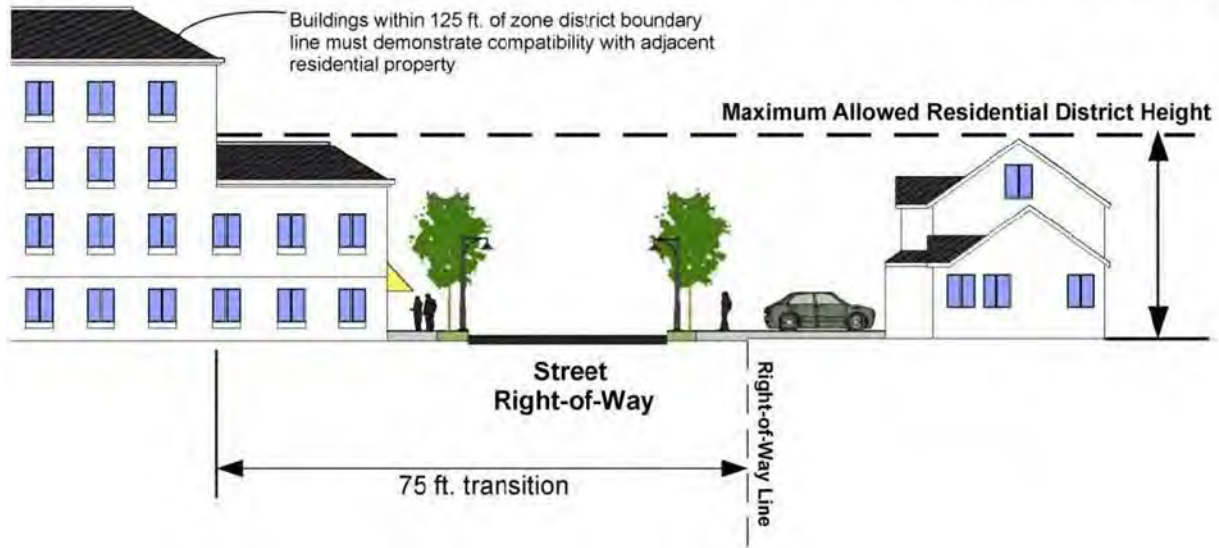 Buildings within 125 ft. of zone district boundary
line must demonstrate compatibility with adjacent
residential property
Maximum Allowed Residential District Height
Street
Right-of-Way
Right-of-Way Line
75 ft. transition